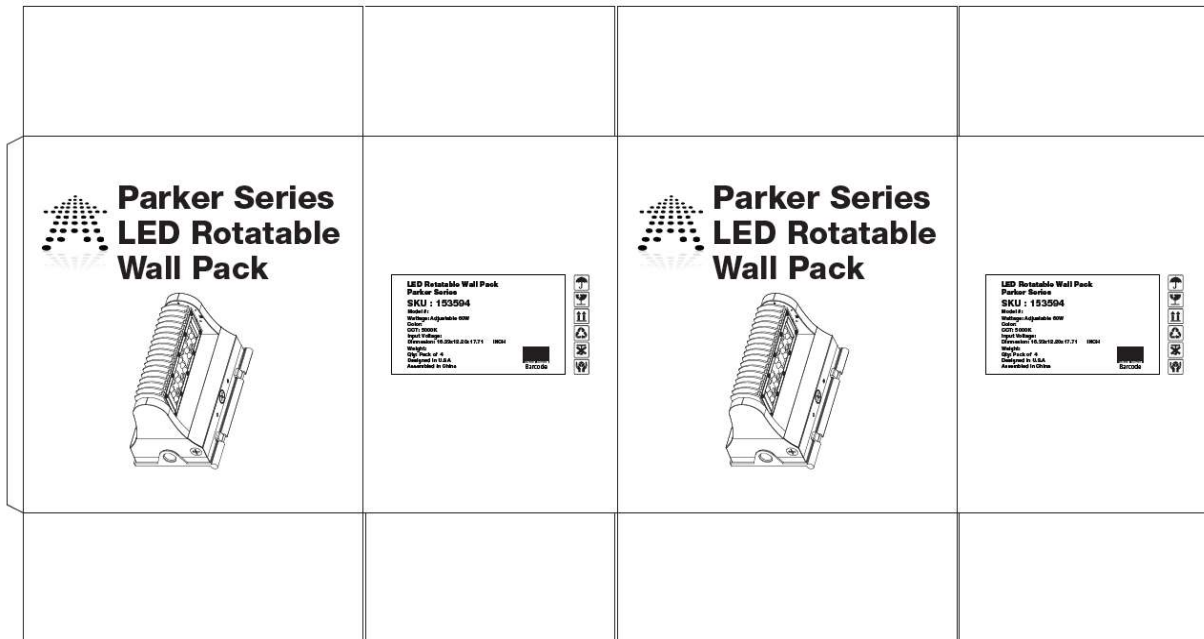 Parker Series
LED Rotatable
Wall Pack
LED Rotatable Wall Pack
Parker Series
SKU : 153594
Model #:
Wattage: Adjustable 60W
Color:
CCT: 5000K
Input Voltage:
Weight:
Qty: Pack of 4
Designed in U.S.A
Assembled in China
Barcode
Parker Series
LED Rotatable
Wall Pack
LED Rotatable Wall Pack
Parker Series
SKU : 153594
Model #:
Wattage: Adjustable 60W
Color:
CCT: 5000K
Input Voltage:
Weight:
Qty: Pack of 4
Designed in U.S.A
Assembled in China
Barcode